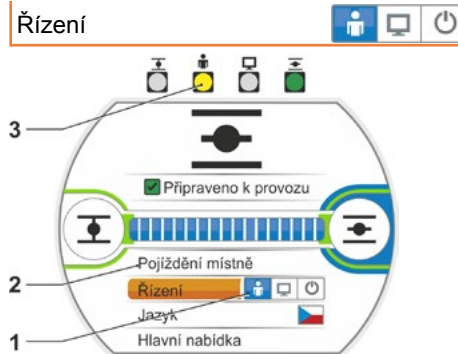 Řízení
3
Připraveno k provozu
Pojíždění místně
2
Řízení
1
Jazyk
Hlavní nabídka